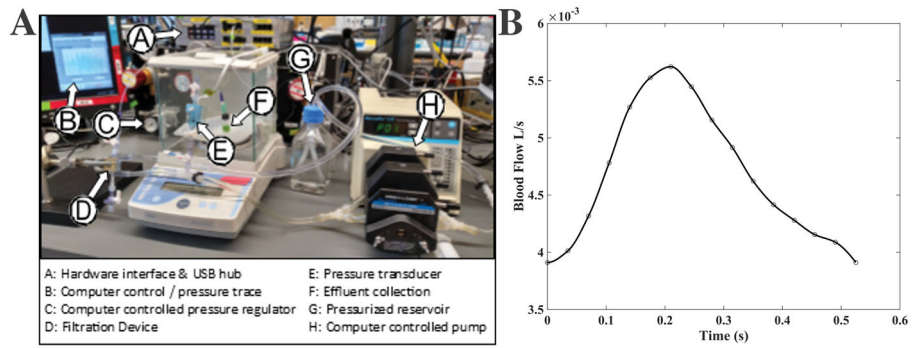 A
A
B
C
D
E
F
G
H
A: Hardware interface & USB hub
B: Computer control / pressure trace
C: Computer controlled pressure regulator
D: Filtration Device
E: Pressure transducer
F: Effluent collection
G: Pressurized reservoir
H: Computer controlled pump
B
×10⁻³
6
5.5
5
4.5
4
3.5
Blood Flow L/s
0 0.1 0.2 0.3 0.4 0.5 0.6
Time (s)